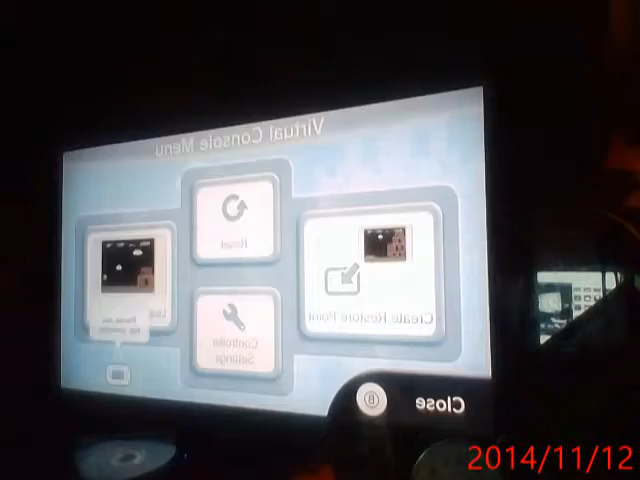 Virtual Console Menu
Create Restore Point
Reset
Controller
Settings
B Close
2014/11/12